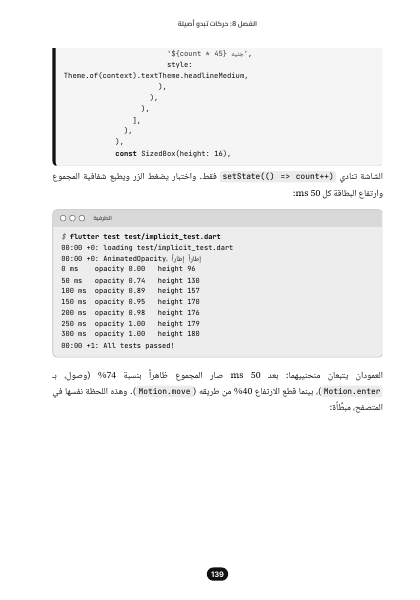 الفصل 8: حركات تبدو أصيلة
'${count * 45} جنيه',
style:
Theme.of(context).textTheme.headlineMedium,
),
),
),
],
),
),
const SizedBox(height: 16),
الشاشة تنادي setState(() => count++) فقط. واختبار يضغط الزر ويطبع شفافية المجموع
وارتفاع البطاقة كل 50 ms:
الطرفية
$ flutter test test/implicit_test.dart
00:00 +0: loading test/implicit_test.dart
00:00 +0: AnimatedOpacity، إطارًا إطارًا
0 ms opacity 0.00 height 96
50 ms opacity 0.74 height 130
100 ms opacity 0.89 height 157
150 ms opacity 0.95 height 170
200 ms opacity 0.98 height 176
250 ms opacity 1.00 height 179
300 ms opacity 1.00 height 180
00:00 +1: All tests passed!
العمودان يتبعان منحنييهما: بعد 50 ms صار المجموع ظاهرًا بنسبة 74% (وصول، بـ
Motion.enter)، بينما قطع الارتفاع 40% من طريقه (Motion.move). وهذه اللحظة نفسها في
المتصفح، مبطّأة:
139